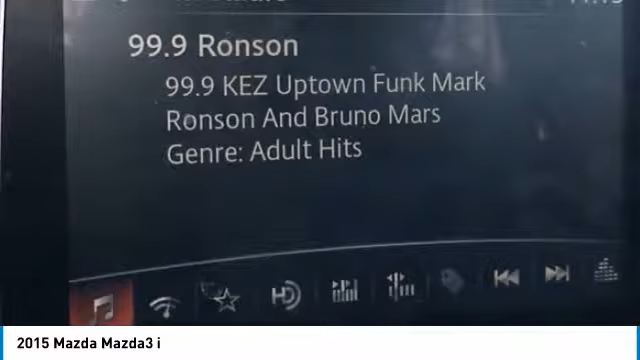 99.9 Ronson
99.9 KEZ Uptown Funk Mark
Ronson And Bruno Mars
Genre: Adult Hits
HD
2015 Mazda Mazda3 i